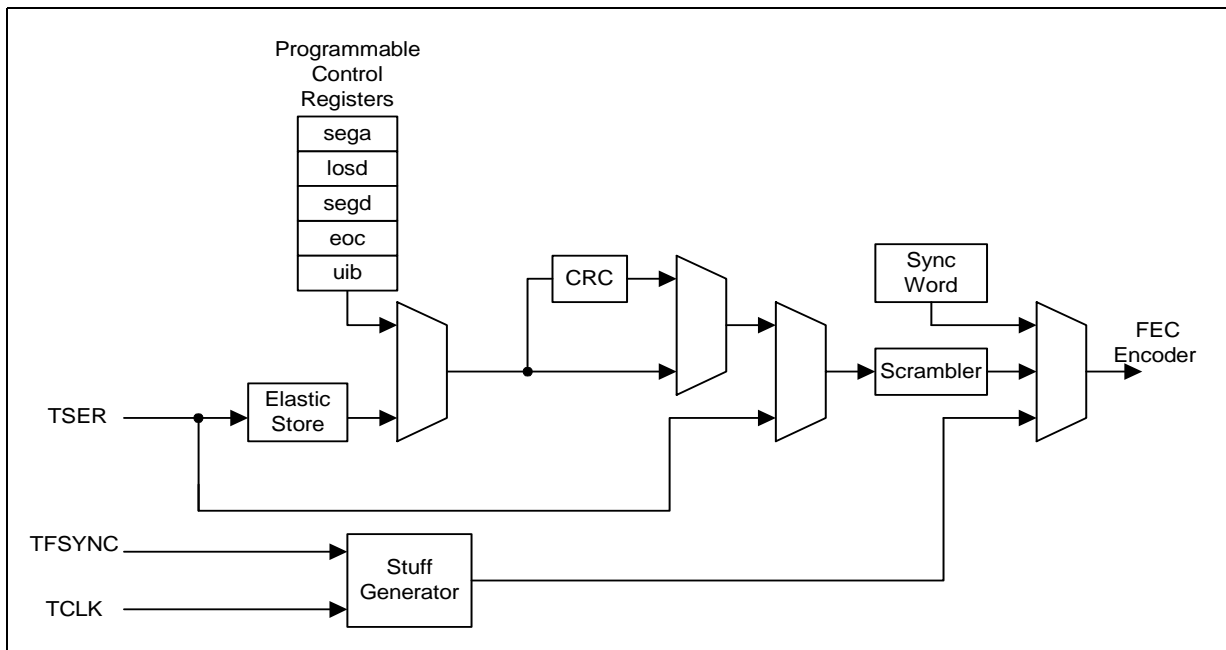 Programmable
Control
Registers
sega
losd
segd
eoc
uib
CRC
Sync
Word
FEC
Encoder
Scrambler
TSER
Elastic
Store
TFSYNC
Stuff
Generator
TCLK